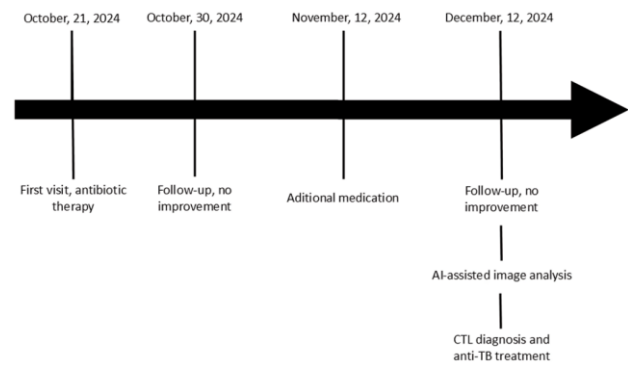 October, 21, 2024
October, 30, 2024
November, 12, 2024
December, 12, 2024
First visit, antibiotic
therapy
Follow-up, no
improvement
Aditional medication
Follow-up, no
improvement
AI-assisted image analysis
CTL diagnosis and
anti-TB treatment